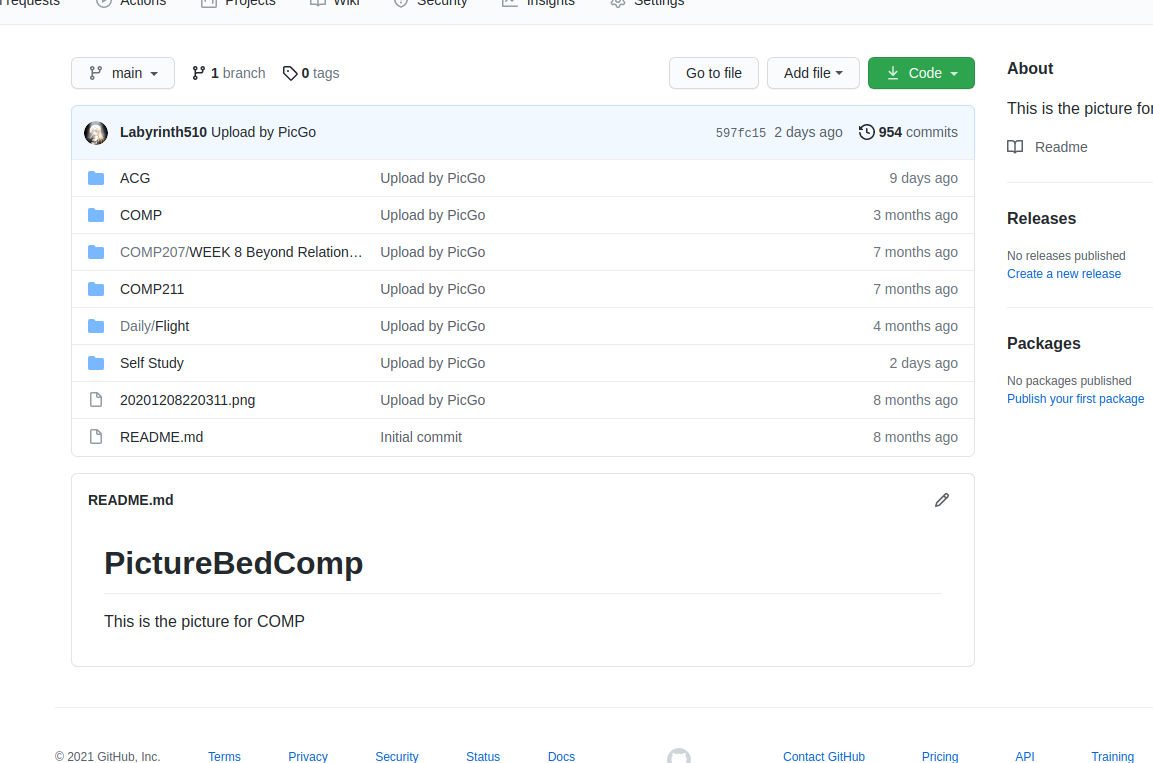 requests Actions Projects Wiki Security Insights Settings
main 1 branch 0 tags Go to file Add file Code
Labyrinth510 Upload by PicGo 597fc15 2 days ago 954 commits
ACG Upload by PicGo 9 days ago
COMP Upload by PicGo 3 months ago
COMP207/WEEK 8 Beyond Relation… Upload by PicGo 7 months ago
COMP211 Upload by PicGo 7 months ago
Daily/Flight Upload by PicGo 4 months ago
Self Study Upload by PicGo 2 days ago
20201208220311.png Upload by PicGo 8 months ago
README.md Initial commit 8 months ago
README.md
PictureBedComp
This is the picture for COMP
About
This is the picture for
Readme
Releases
No releases published
Create a new release
Packages
No packages published
Publish your first package
© 2021 GitHub, Inc. Terms Privacy Security Status Docs Contact GitHub Pricing API Training